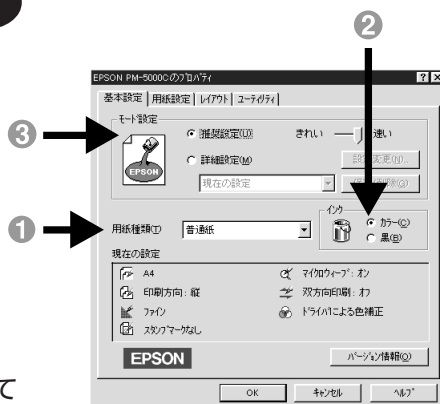 ❷
EPSON PM-5000Cのプロパティ
基本設定 用紙設定 レイアウト ユーティリティ
❸ モード設定
推奨設定(U) きれい 速い
詳細設定(M)
現在の設定
EPSON
インク
❶ 用紙種類(T) 普通紙 カラー(C)
黒(B)
現在の設定
A4 マイクロウィーブ: オン
印刷方向: 縦 双方向印刷: オフ
ファイン ドライバによる色補正
スタンプマークなし
EPSON バージョン情報(O)
て
OK キャンセル ヘルプ